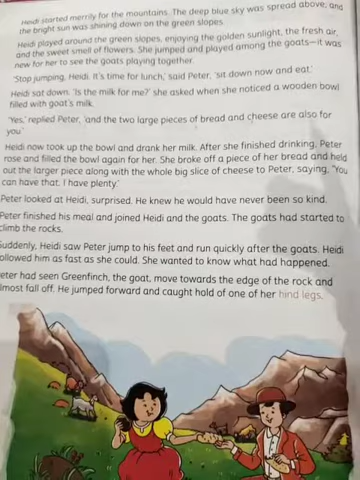 Heidi started merrily for the mountains. The deep blue sky was spread above, and
the bright sun was shining down on the green slopes.
Heidi played around the green slopes, enjoying the golden sunlight, the fresh air,
and the sweet smell of flowers. She jumped and played among the goats—it was
new for her to see the goats playing together.
'Stop jumping, Heidi. It's time for lunch,' said Peter, 'sit down now and eat.'
Heidi sat down. 'Is the milk for me?' she asked when she noticed a wooden bowl
filled with goat's milk.
'Yes,' replied Peter, 'and the two large pieces of bread and cheese are also for
you.'
Heidi now took up the bowl and drank her milk. After she finished drinking, Peter
rose and filled the bowl again for her. She broke off a piece of her bread and held
out the larger piece along with the whole big slice of cheese to Peter, saying, 'You
can have that. I have plenty.'
Peter looked at Heidi, surprised. He knew he would have never been so kind.
Peter finished his meal and joined Heidi and the goats. The goats had started to
climb the rocks.
Suddenly, Heidi saw Peter jump to his feet and run quickly after the goats. Heidi
ollowed him as fast as she could. She wanted to know what had happened.
eter had seen Greenfinch, the goat, move towards the edge of the rock and
lmost fall off. He jumped forward and caught hold of one of her hind legs.